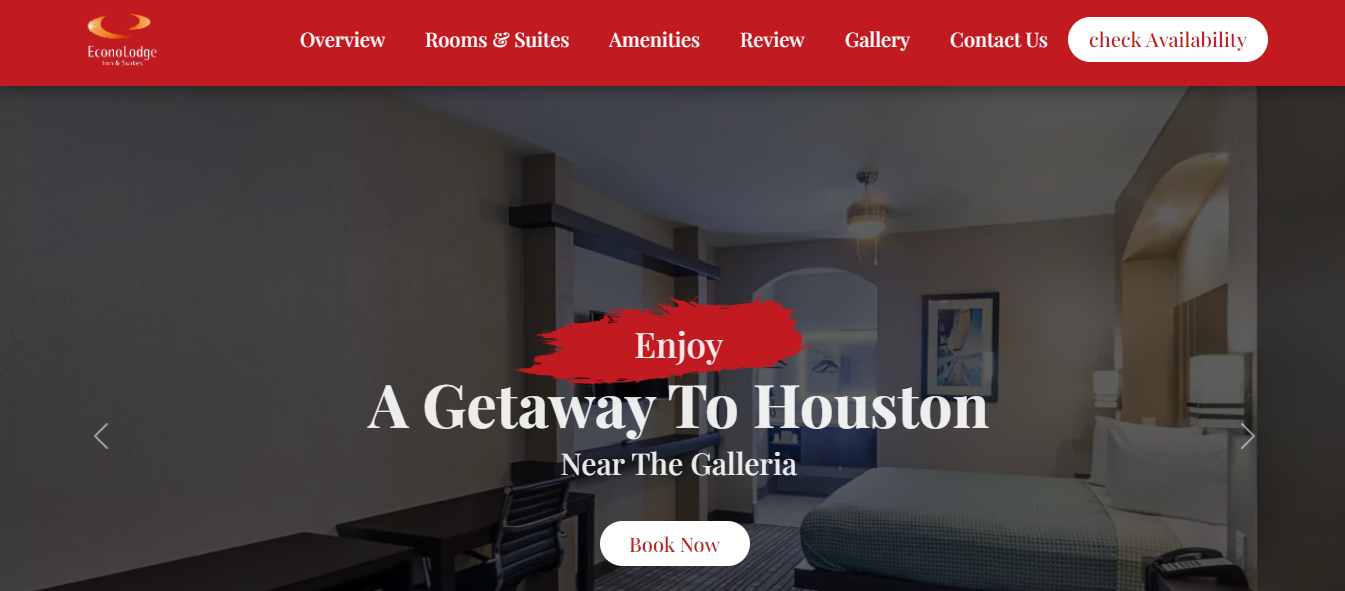 EconoLodge
Inn & Suites
Overview
Rooms & Suites
Amenities
Review
Gallery
Contact Us
check Availability
Enjoy
A Getaway To Houston
Near The Galleria
Book Now